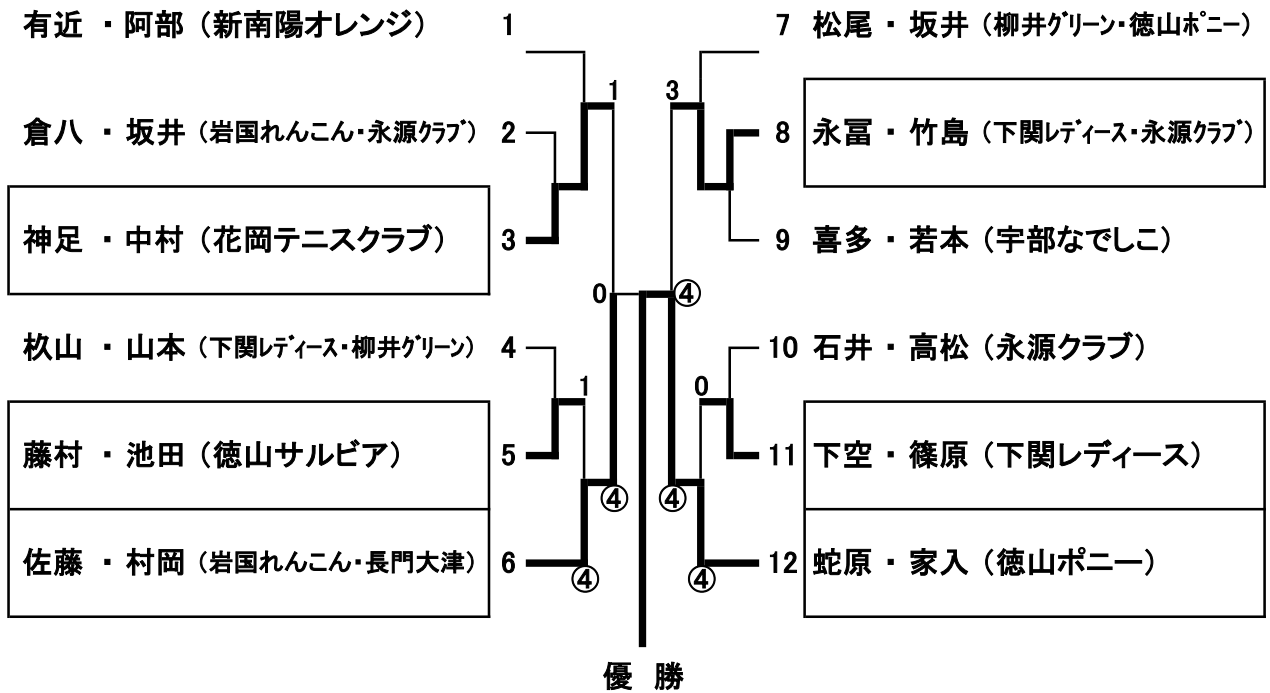 有近 ・ 阿部 （新南陽オレンジ） 1
倉八 ・ 坂井 （岩国れんこん・永源クラブ） 2
神足 ・ 中村 （花岡テニスクラブ） 3
杦山 ・ 山本 （下関レディース・柳井グリーン） 4
藤村 ・ 池田 （徳山サルビア） 5
佐藤 ・ 村岡 （岩国れんこん・長門大津） 6
1
0
1
④
④
7 松尾 ・ 坂井 （柳井グリーン・徳山ポニー）
8 永冨 ・ 竹島 （下関レディース・永源クラブ）
9 喜多 ・ 若本 （宇部なでしこ）
10 石井 ・ 高松 （永源クラブ）
11 下空 ・ 篠原 （下関レディース）
12 蛇原 ・ 家入 （徳山ポニー）
3
④
0
④
④
優 勝